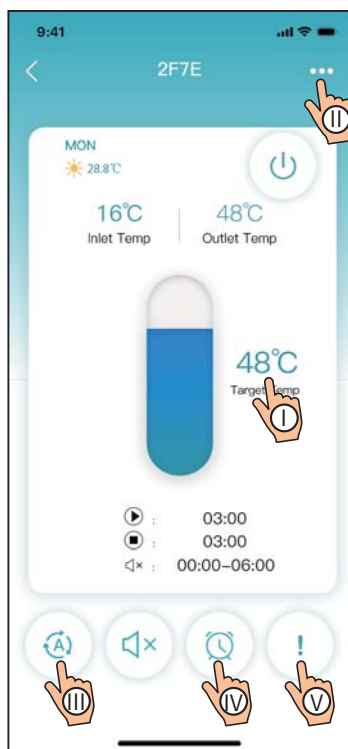 9:41
2F7E
II
MON
28.8℃
16℃ 48℃
Inlet Temp Outlet Temp
48℃
Target Temp
I
: 03:00
: 03:00
: 00:00-06:00
A
!
III IV V